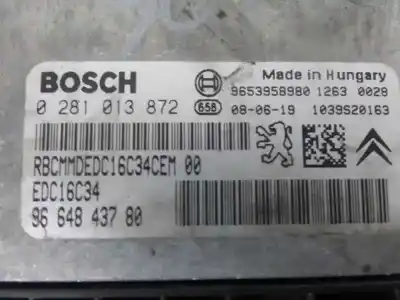 BOSCH
Made in Hungary
9653958980 1263 0028
0 281 013 872 658 08-06-19 1039S20163
RBCMMDEDC16C34CEM 00
EDC16C34
96 648 437 80